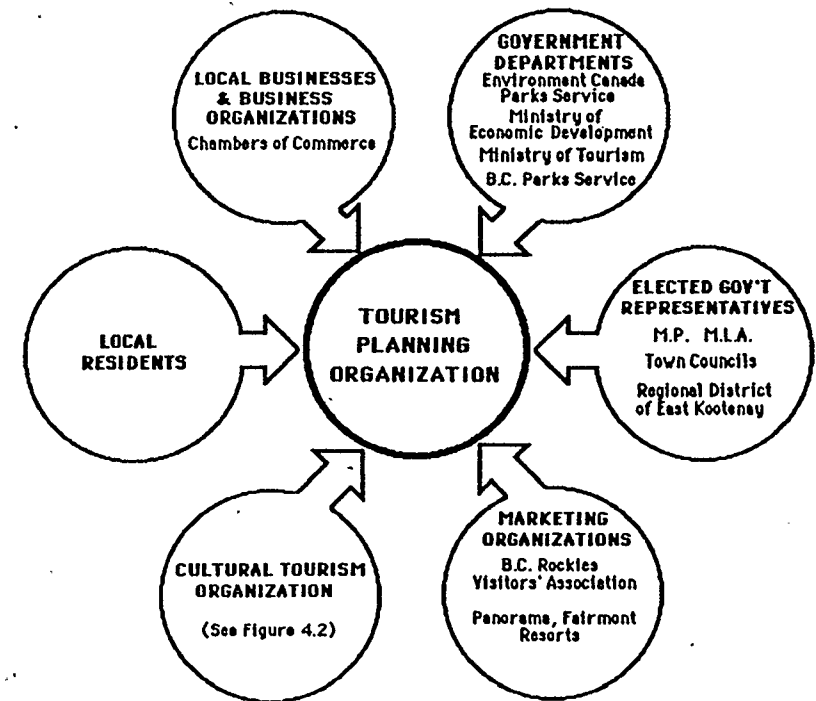 LOCAL BUSINESSES
& BUSINESS
ORGANIZATIONS
Chambers of Commerce
GOVERNMENT
DEPARTMENTS
Environment Canada
Parks Service
Ministry of
Economic Development
Ministry of Tourism
B.C. Parks Service
LOCAL
RESIDENTS
TOURISM
PLANNING
ORGANIZATION
ELECTED GOV'T
REPRESENTATIVES
M.P. M.L.A.
Town Councils
Regional District
of East Kootenay
CULTURAL TOURISM
ORGANIZATION
(See Figure 4.2)
MARKETING
ORGANIZATIONS
B.C. Rockies
Visitors' Association
Panorama, Fairmont
Resorts